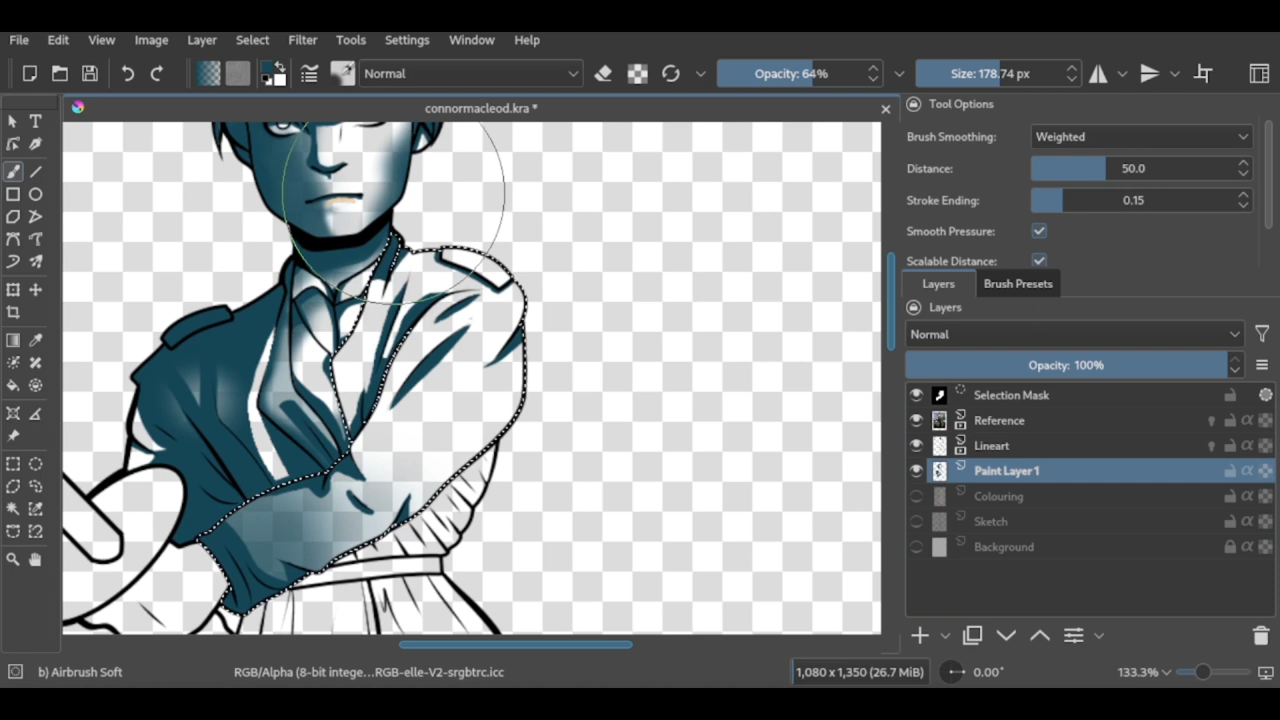 File Edit View Image Layer Select Filter Tools Settings Window Help
Normal Opacity: 64% Size: 178.74 px
connormacleod.kra *
Tool Options
Brush Smoothing: Weighted
Distance: 50.0
Stroke Ending: 0.15
Smooth Pressure:
Scalable Distance:
Layers Brush Presets
Layers
Normal
Opacity: 100%
Selection Mask
Reference
Lineart
Paint Layer 1
Colouring
Sketch
Background
b) Airbrush Soft RGB/Alpha (8-bit intege...RGB-elle-V2-srgbtrc.icc 1,080 x 1,350 (26.7 MiB) 0.00° 133.3%